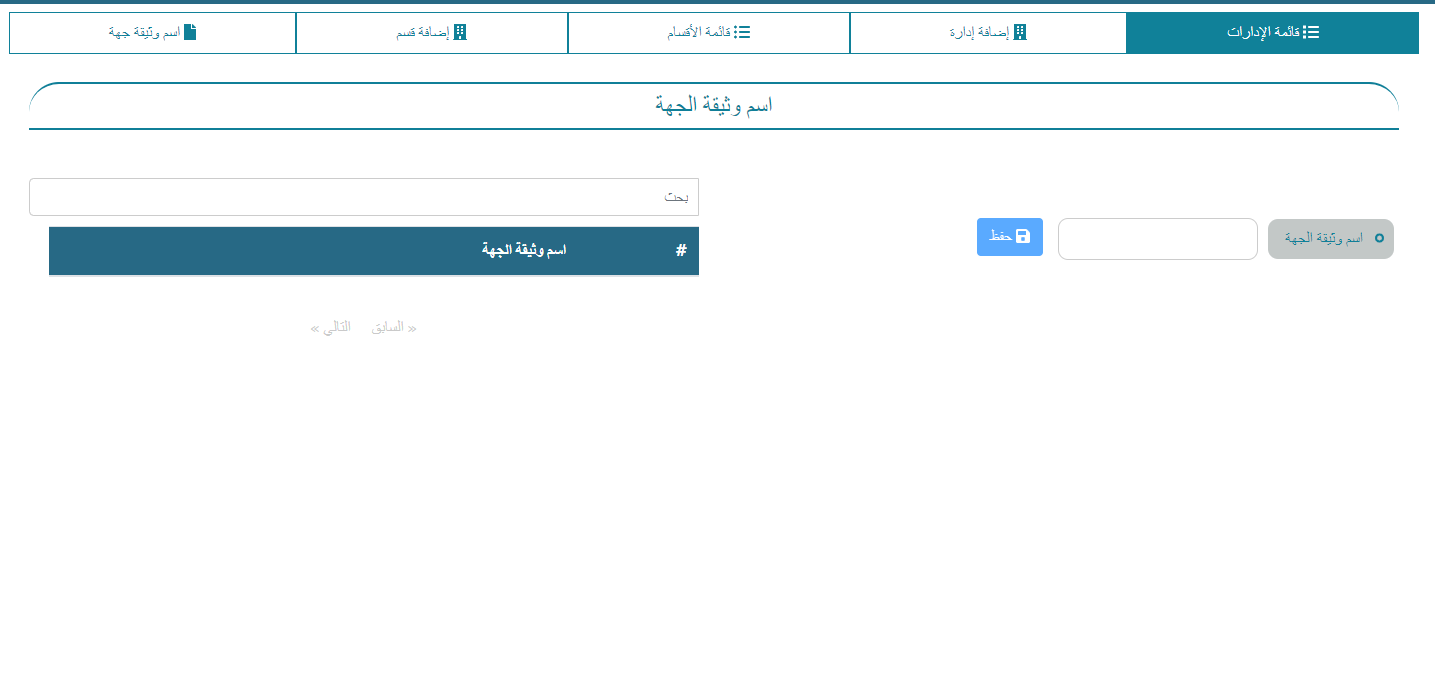 قائمة الإدارات
إضافة إدارة
قائمة الأقسام
إضافة قسم
اسم وثيقة جهة
اسم وثيقة الجهة
اسم وثيقة الجهة
حفظ
بحث
# اسم وثيقة الجهة
« السابق التالي »